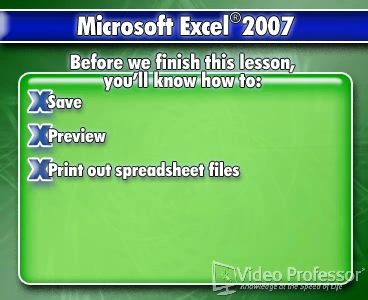 Microsoft Excel® 2007
Before we finish this lesson,
you'll know how to:
X Save
X Preview
X Print out spreadsheet files
Video Professor®
Knowledge at the Speed of Life